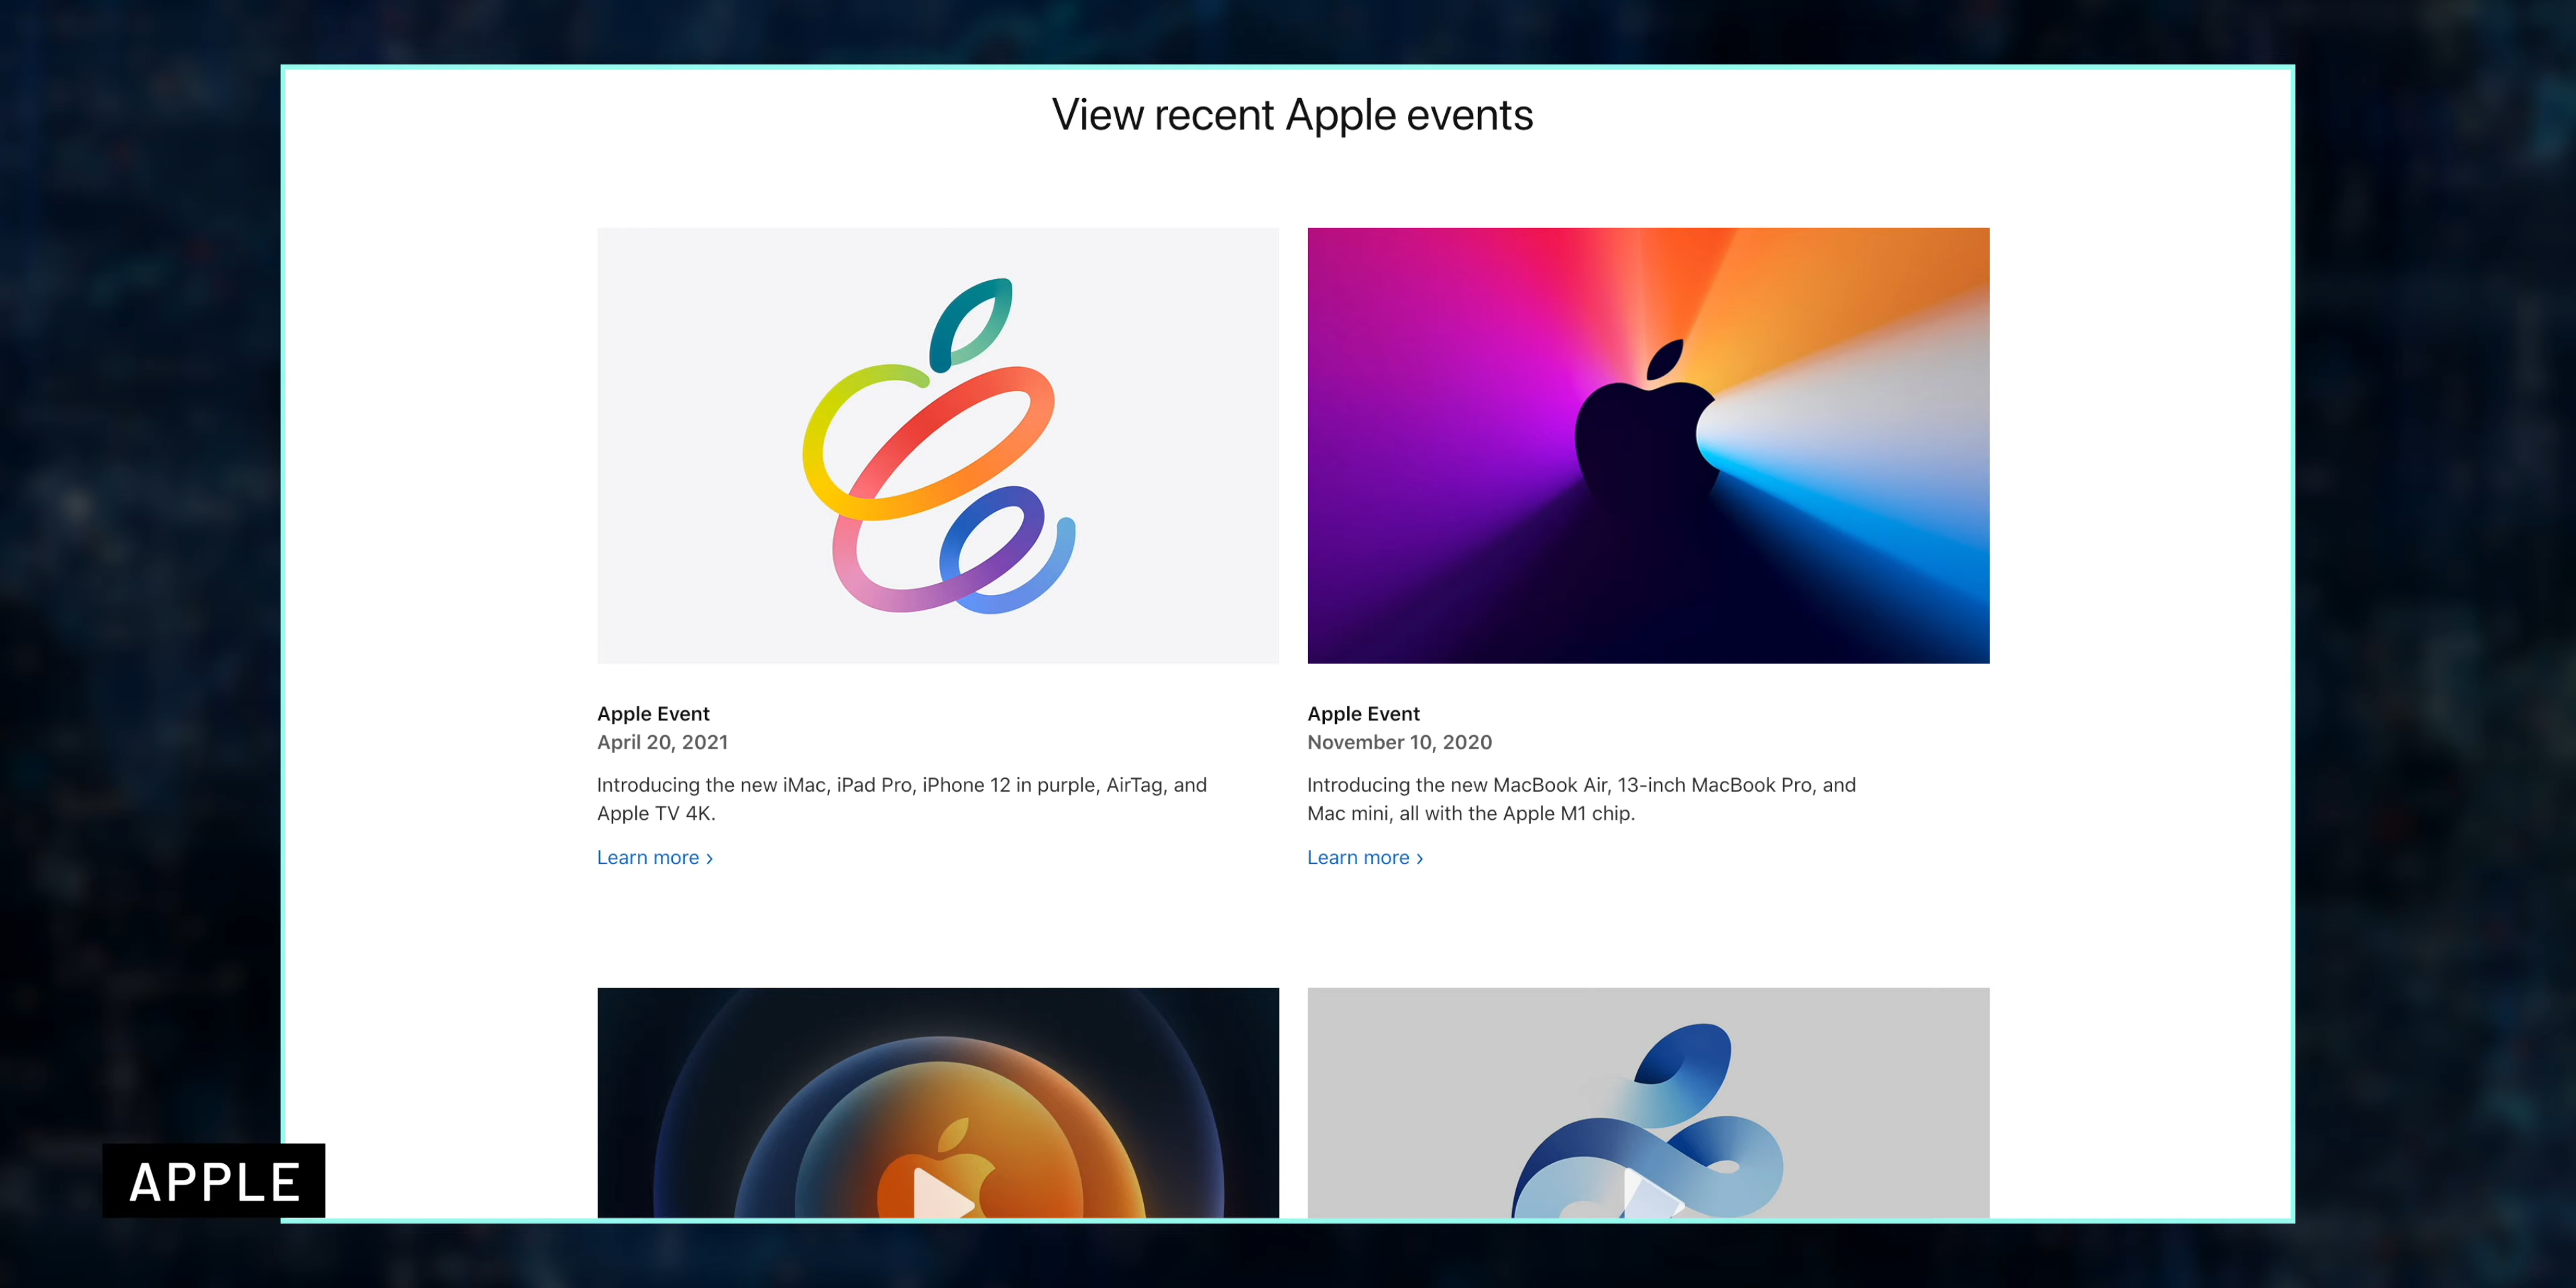 View recent Apple events
Apple Event
April 20, 2021
Introducing the new iMac, iPad Pro, iPhone 12 in purple, AirTag, and
Apple TV 4K.
Learn more ›
Apple Event
November 10, 2020
Introducing the new MacBook Air, 13-inch MacBook Pro, and
Mac mini, all with the Apple M1 chip.
Learn more ›
APPLE